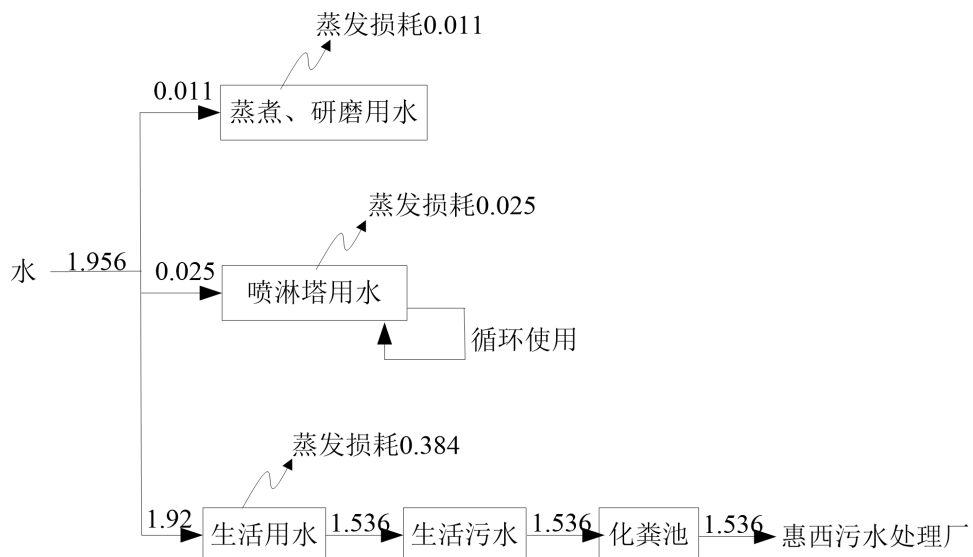 蒸发损耗0.011
0.011
蒸煮、研磨用水
蒸发损耗0.025
水
1.956
0.025
喷淋塔用水
循环使用
蒸发损耗0.384
1.92
生活用水
1.536
生活污水
1.536
化粪池
1.536
惠西污水处理厂